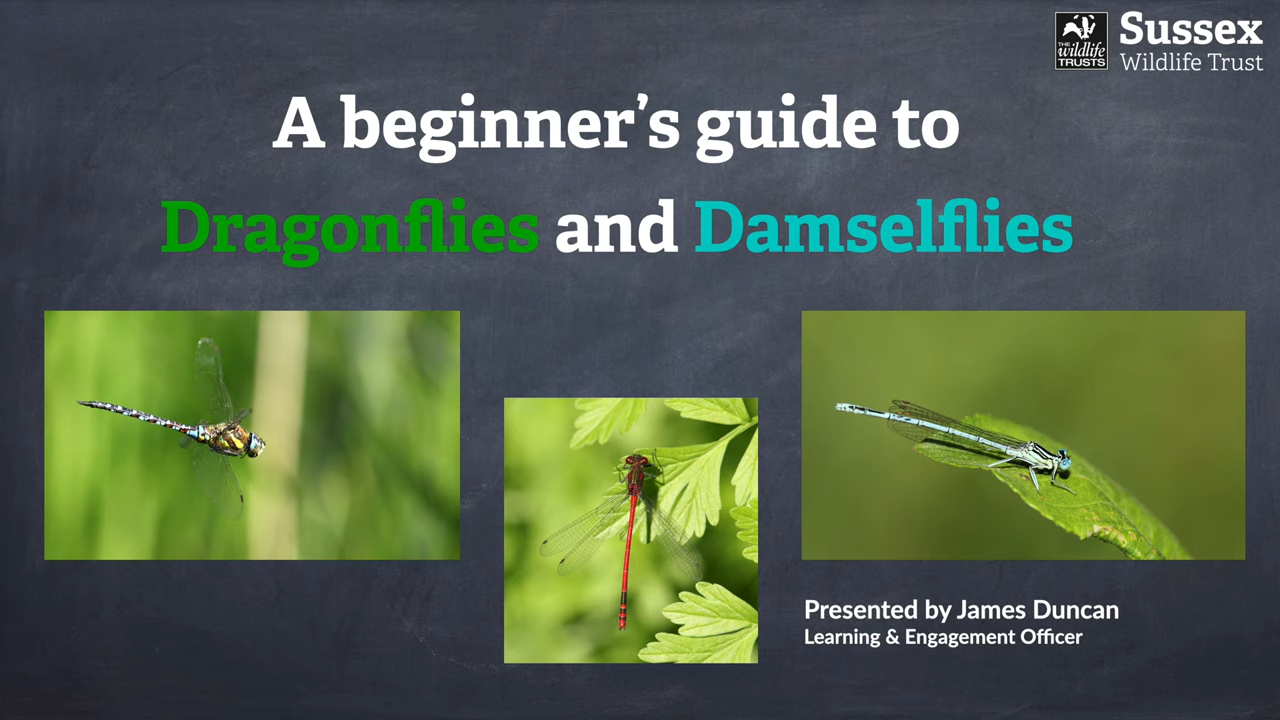 THE
wildlife
TRUSTS
Sussex
Wildlife Trust
A beginner’s guide to
Dragonflies and Damselflies
Presented by James Duncan
Learning & Engagement Officer